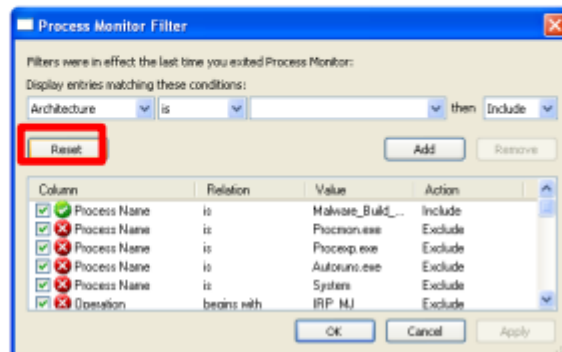 Process Monitor Filter
Filters were in effect the last time you exited Process Monitor:
Display entries matching these conditions:
Architecture is then Include
Reset Add Remove
Column Relation Value Action
Process Name is Malware_Build_... Include
Process Name is Procmon.exe Exclude
Process Name is Procexp.exe Exclude
Process Name is Autoruns.exe Exclude
Process Name is System Exclude
Operation begins with IRP_MJ Exclude
OK Cancel Apply